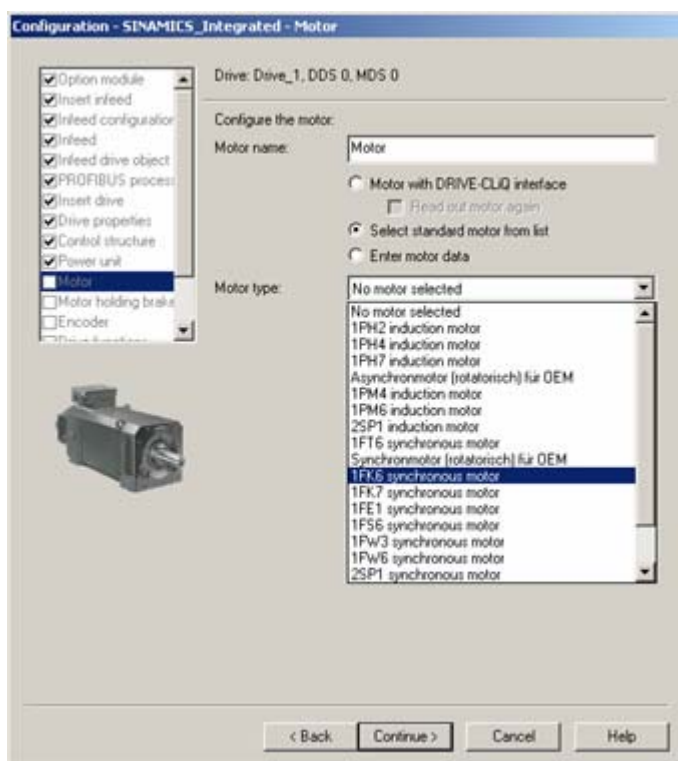 Configuration - SINAMICS_Integrated - Motor
Option module
Insert infeed
Infeed configuration
Infeed
Infeed drive object
PROFIBUS process
Insert drive
Drive properties
Control structure
Power unit
Motor
Motor holding brake
Encoder
Drive functions
Drive: Drive_1, DDS 0, MDS 0
Configure the motor:
Motor name:
Motor
Motor with DRIVE-CLiQ interface
Read out motor again
Select standard motor from list
Enter motor data
Motor type:
No motor selected
No motor selected
1PH2 induction motor
1PH4 induction motor
1PH7 induction motor
Asynchronmotor (rotatorisch) für OEM
1PM4 induction motor
1PM6 induction motor
2SP1 induction motor
1FT6 synchronous motor
Synchronmotor (rotatorisch) für OEM
1FK6 synchronous motor
1FK7 synchronous motor
1FE1 synchronous motor
1FS6 synchronous motor
1FW3 synchronous motor
1FW6 synchronous motor
2SP1 synchronous motor
< Back
Continue >
Cancel
Help